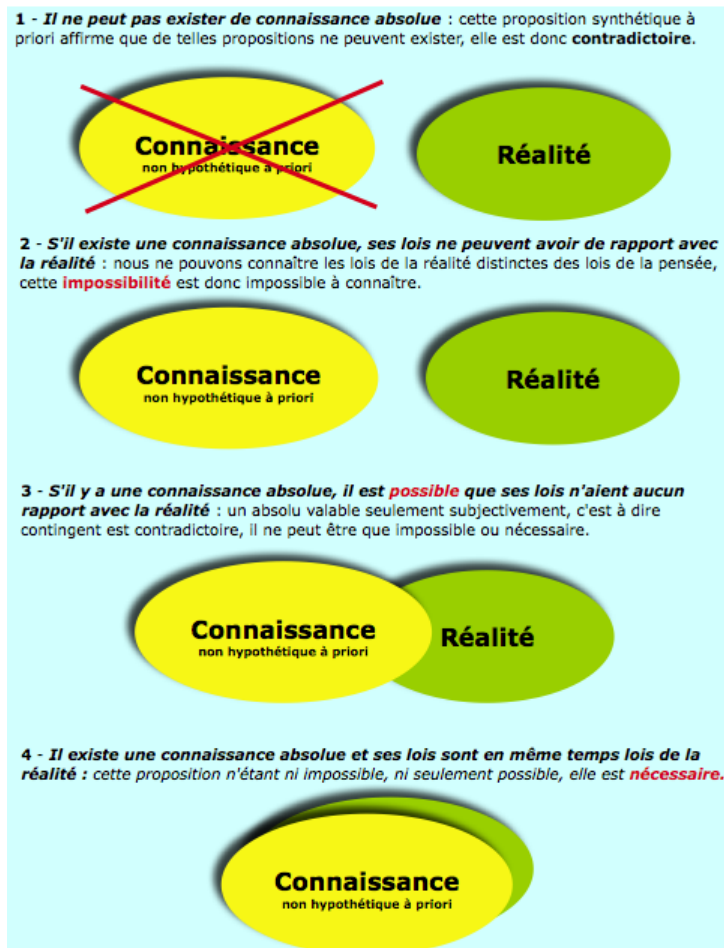 1 - Il ne peut pas exister de connaissance absolue : cette proposition synthétique à
priori affirme que de telles propositions ne peuvent exister, elle est donc contradictoire.
Connaissance
non hypothétique à priori
Réalité
2 - S'il existe une connaissance absolue, ses lois ne peuvent avoir de rapport avec
la réalité : nous ne pouvons connaître les lois de la réalité distinctes des lois de la pensée,
cette impossibilité est donc impossible à connaître.
Connaissance
non hypothétique à priori
Réalité
3 - S'il y a une connaissance absolue, il est possible que ses lois n'aient aucun
rapport avec la réalité : un absolu valable seulement subjectivement, c'est à dire
contingent est contradictoire, il ne peut être que impossible ou nécessaire.
Connaissance
non hypothétique à priori
Réalité
4 - Il existe une connaissance absolue et ses lois sont en même temps lois de la
réalité : cette proposition n'étant ni impossible, ni seulement possible, elle est nécessaire.
Connaissance
non hypothétique à priori